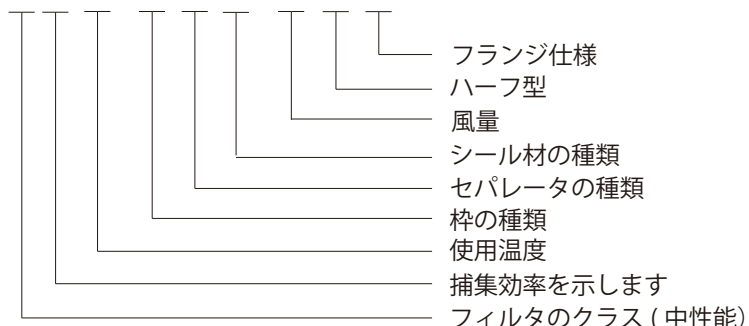 フランジ仕様
ハーフ型
風量
シール材の種類
セパレータの種類
枠の種類
使用温度
捕集効率を示します
フィルタのクラス ( 中性能)